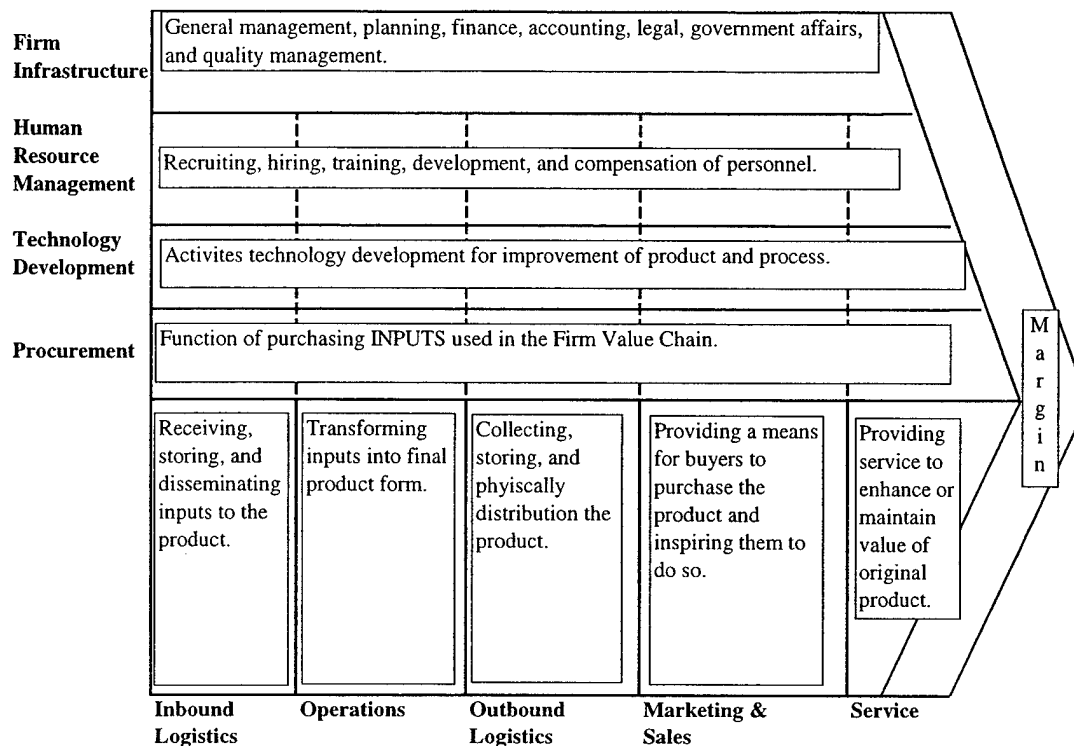 Firm
Infrastructure
General management, planning, finance, accounting, legal, government affairs,
and quality management.
Human
Resource
Management
Recruiting, hiring, training, development, and compensation of personnel.
Technology
Development
Activites technology development for improvement of product and process.
Procurement
Function of purchasing INPUTS used in the Firm Value Chain.
Receiving,
storing, and
disseminating
inputs to the
product.
Transforming
inputs into final
product form.
Collecting,
storing, and
phyiscally
distribution the
product.
Providing a means
for buyers to
purchase the
product and
inspiring them to
do so.
Providing
service to
enhance or
maintain
value of
original
product.
M
a
r
g
i
n
Inbound
Logistics
Operations
Outbound
Logistics
Marketing &
Sales
Service